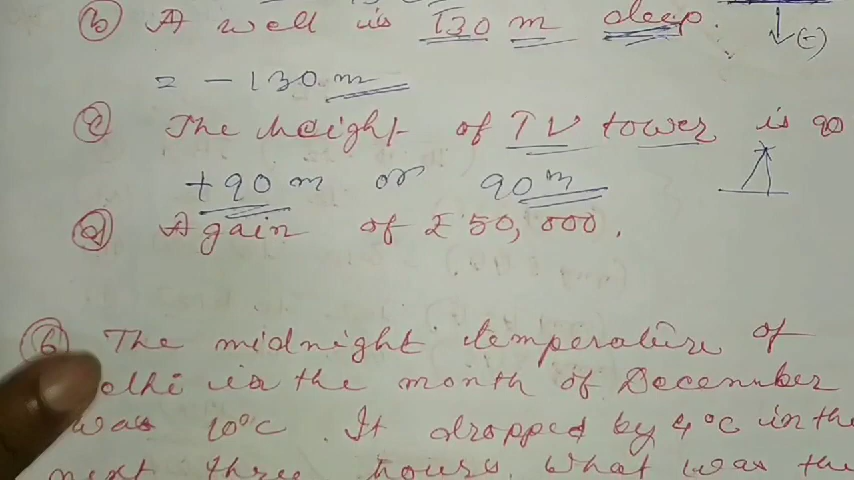 (b) A well is 130 m deep.
↓(-)
= -130 m
(c) The height of TV tower is 90
+90 m or 90 m
(d) Again of ₹ 50,000.
(6) The midnight temperature of
elhi in the month of December
was 10°C. It dropped by 4°C in the
next three hours. What was the